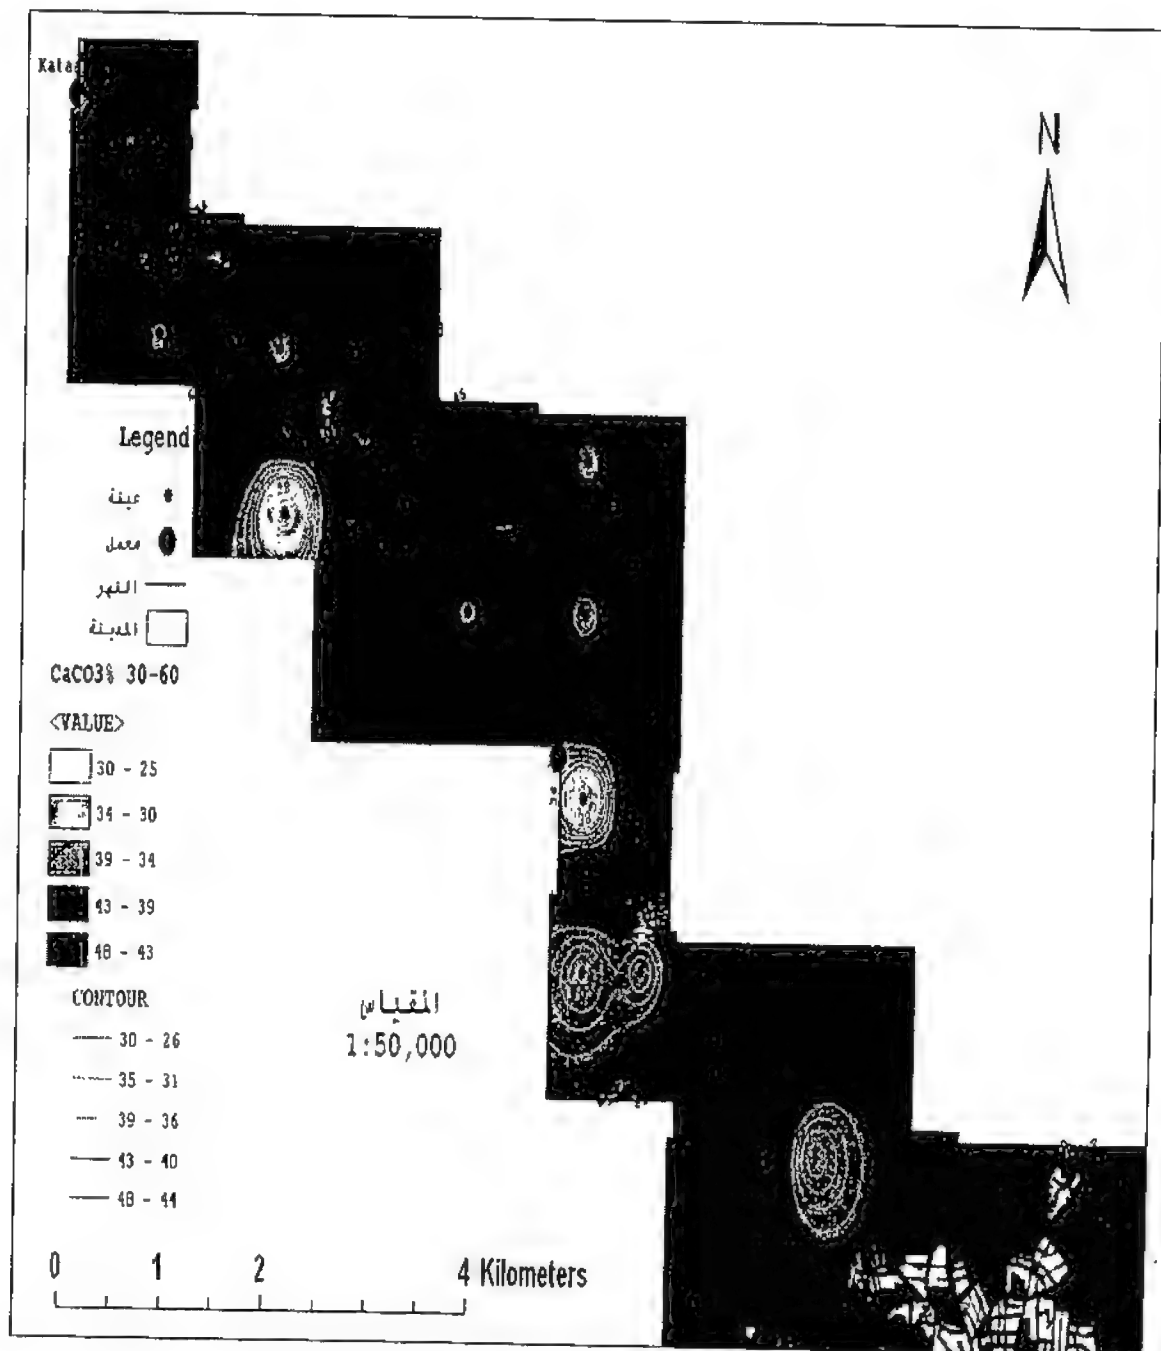 N
Legend
عينة
معمل
النهر
المدينة
CaCO3% 30-60
<VALUE>
30 - 25
34 - 30
39 - 34
43 - 39
48 - 43
CONTOUR
30 - 26
35 - 31
39 - 36
43 - 40
48 - 44
المقياس
1:50,000
0 1 2 4 Kilometers